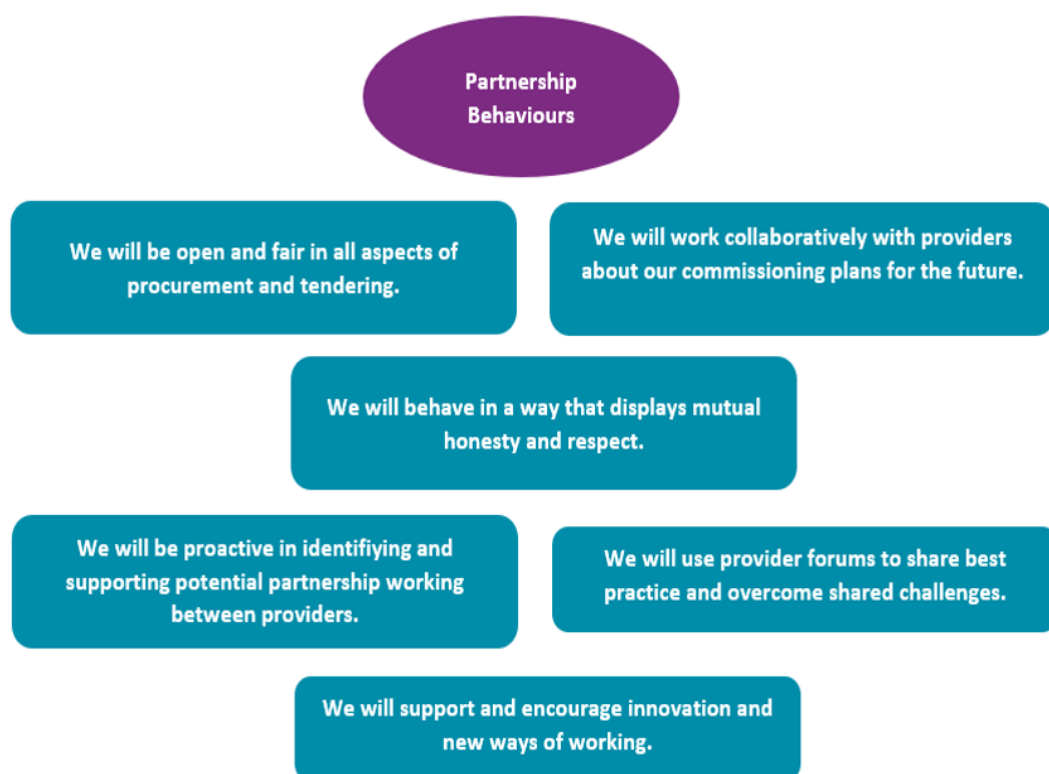 Partnership
Behaviours
We will be open and fair in all aspects of
procurement and tendering.
We will work collaboratively with providers
about our commissioning plans for the future.
We will behave in a way that displays mutual
honesty and respect.
We will be proactive in identifiying and
supporting potential partnership working
between providers.
We will use provider forums to share best
practice and overcome shared challenges.
We will support and encourage innovation and
new ways of working.